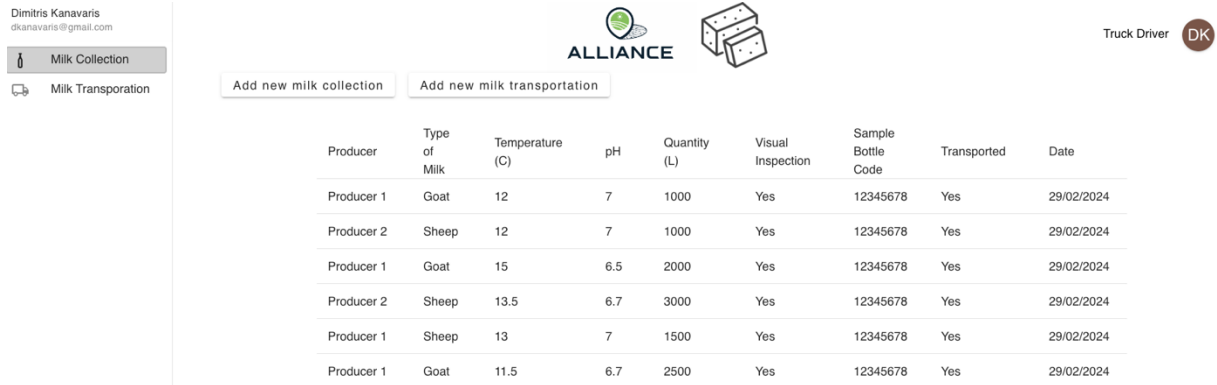 Dimitris Kanavaris
dkanavaris@gmail.com
Milk Collection
Milk Transporation
ALLIANCE
Truck Driver
DK
Add new milk collection
Add new milk transportation
Producer Type of Milk Temperature (C) pH Quantity (L) Visual Inspection Sample Bottle Code Transported Date
Producer 1 Goat 12 7 1000 Yes 12345678 Yes 29/02/2024
Producer 2 Sheep 12 7 1000 Yes 12345678 Yes 29/02/2024
Producer 1 Goat 15 6.5 2000 Yes 12345678 Yes 29/02/2024
Producer 2 Sheep 13.5 6.7 3000 Yes 12345678 Yes 29/02/2024
Producer 1 Sheep 13 7 1500 Yes 12345678 Yes 29/02/2024
Producer 1 Goat 11.5 6.7 2500 Yes 12345678 Yes 29/02/2024